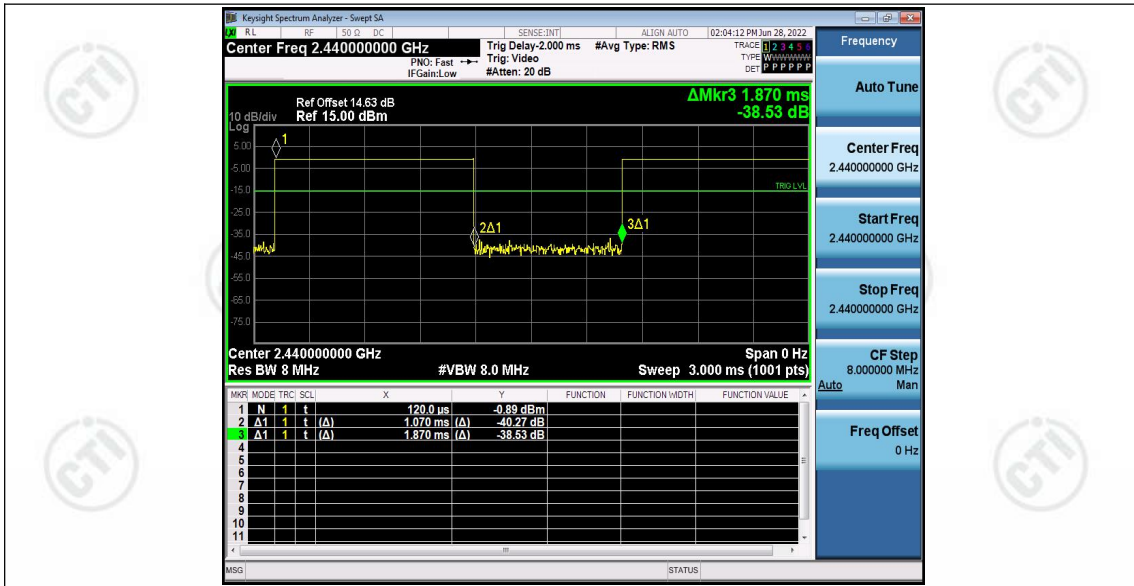 Keysight Spectrum Analyzer - Swept SA
LXI RL RF 50 Ω DC SENSE:INT ALIGN AUTO 02:04:12 PM Jun 28, 2022
Center Freq 2.440000000 GHz Trig Delay-2.000 ms #Avg Type: RMS TRACE 1 2 3 4 5 6
PNO: Fast Trig: Video TYPE WWWWWW
IFGain:Low #Atten: 20 dB DET P P P P P P
Frequency
ΔMkr3 1.870 ms
-38.53 dB
Ref Offset 14.63 dB
10 dB/div Ref 15.00 dBm
Log
5.00
-5.00
-15.0
-25.0
-35.0
-45.0
-55.0
-65.0
-75.0
1
TRIG LVL
2Δ1
3Δ1
Center 2.440000000 GHz Span 0 Hz
Res BW 8 MHz #VBW 8.0 MHz Sweep 3.000 ms (1001 pts)
MKR MODE TRC SCL X Y FUNCTION FUNCTION WIDTH FUNCTION VALUE
1 N 1 t 120.0 us -0.89 dBm
2 Δ1 1 t (Δ) 1.070 ms (Δ) -40.27 dB
3 Δ1 1 t (Δ) 1.870 ms (Δ) -38.53 dB
4
5
6
7
8
9
10
11
MSG STATUS
Auto Tune
Center Freq
2.440000000 GHz
Start Freq
2.440000000 GHz
Stop Freq
2.440000000 GHz
CF Step
8.000000 MHz
Auto Man
Freq Offset
0 Hz
CTI
CTI
CTI
CTI